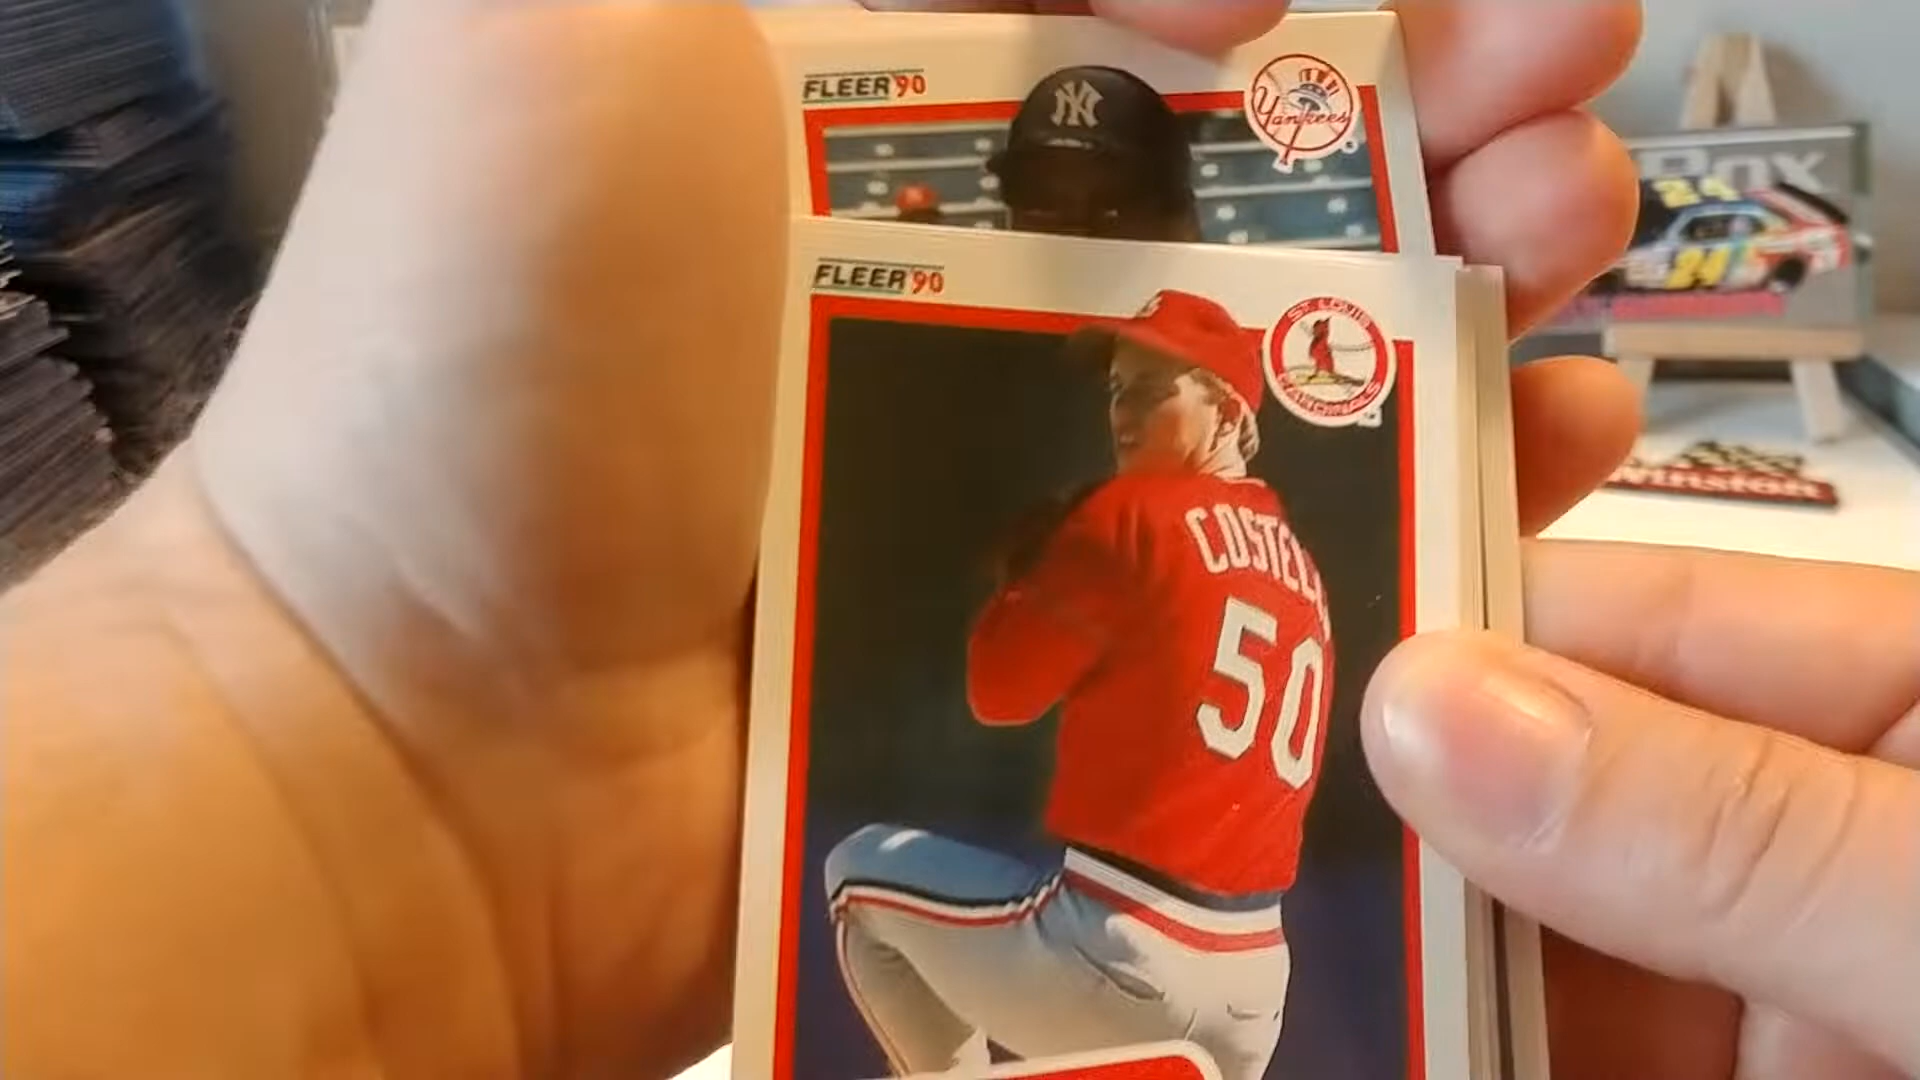 FLEER '90
Yankees
FLEER '90
ST. LOUIS
CARDINALS
COSTELL
50
24
24
Winston